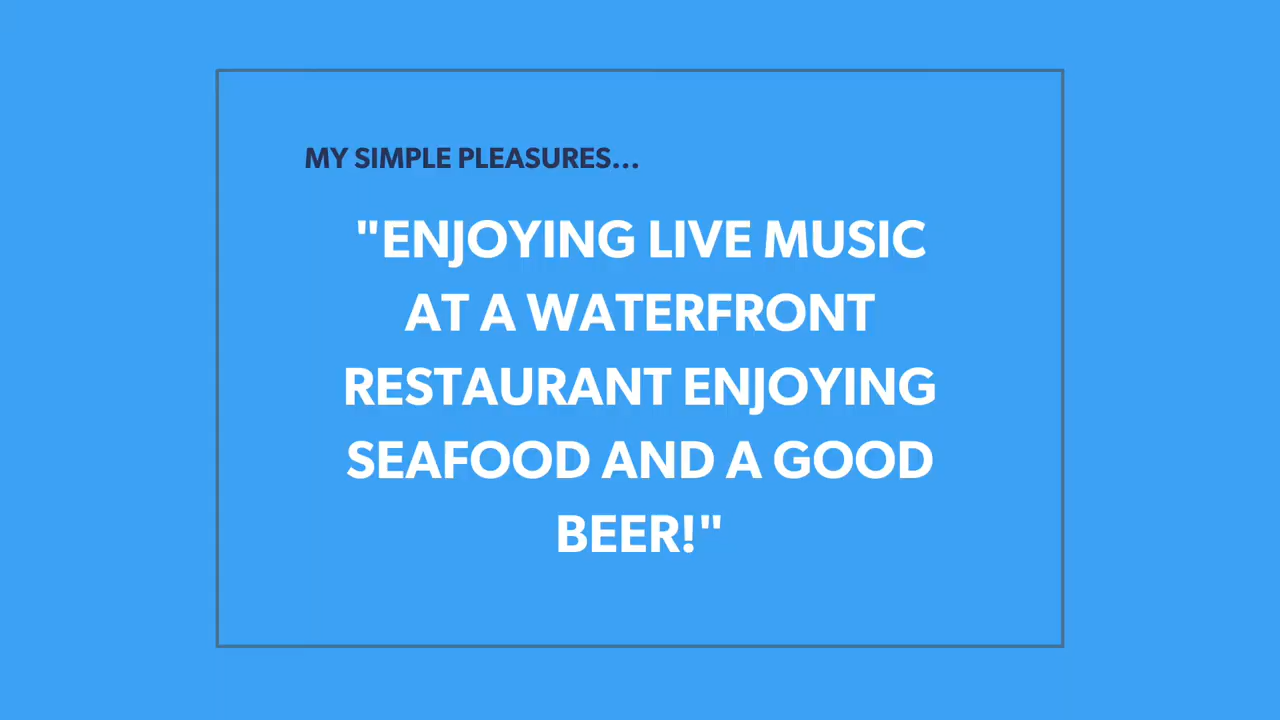 MY SIMPLE PLEASURES...
"ENJOYING LIVE MUSIC
AT A WATERFRONT
RESTAURANT ENJOYING
SEAFOOD AND A GOOD
BEER!"